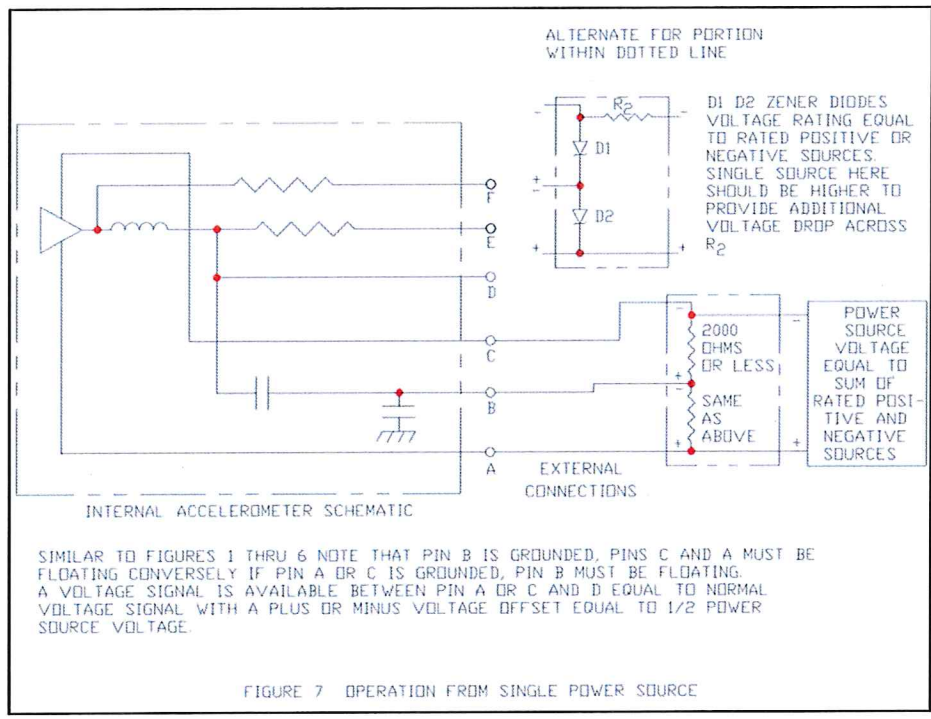 ALTERNATE FOR PORTION
WITHIN DOTTED LINE
R2
D1
D2
D1 D2 ZENER DIODES
VOLTAGE RATING EQUAL
TO RATED POSITIVE OR
NEGATIVE SOURCES.
SINGLE SOURCE HERE
SHOULD BE HIGHER TO
PROVIDE ADDITIONAL
VOLTAGE DROP ACROSS
R2
- -
+
-
+ +
F
E
D
C
B
A
-
2000
OHMS
OR LESS
+
-
SAME
AS
ABOVE
+
-
+
POWER
SOURCE
VOLTAGE
EQUAL TO
SUM OF
RATED POSI-
TIVE AND
NEGATIVE
SOURCES
EXTERNAL
CONNECTIONS
INTERNAL ACCELEROMETER SCHEMATIC
SIMILAR TO FIGURES 1 THRU 6 NOTE THAT PIN B IS GROUNDED, PINS C AND A MUST BE
FLOATING CONVERSELY IF PIN A OR C IS GROUNDED, PIN B MUST BE FLOATING.
A VOLTAGE SIGNAL IS AVAILABLE BETWEEN PIN A OR C AND D EQUAL TO NORMAL
VOLTAGE SIGNAL WITH A PLUS OR MINUS VOLTAGE OFFSET EQUAL TO 1/2 POWER
SOURCE VOLTAGE.
FIGURE 7 OPERATION FROM SINGLE POWER SOURCE